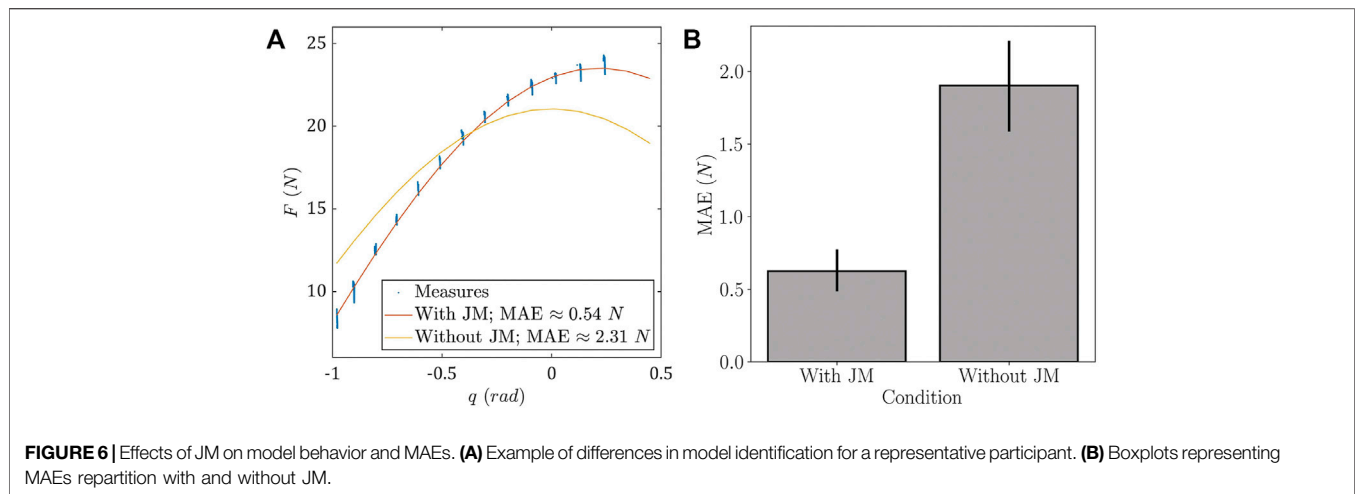 A
25
20
15
10
F (N)
Measures
With JM; MAE ≈ 0.54 N
Without JM; MAE ≈ 2.31 N
-1 -0.5 0 0.5
q (rad)
B
2.0
1.5
1.0
0.5
0.0
MAE (N)
With JM Without JM
Condition
FIGURE 6 | Effects of JM on model behavior and MAEs. (A) Example of differences in model identification for a representative participant. (B) Boxplots representing
MAEs repartition with and without JM.